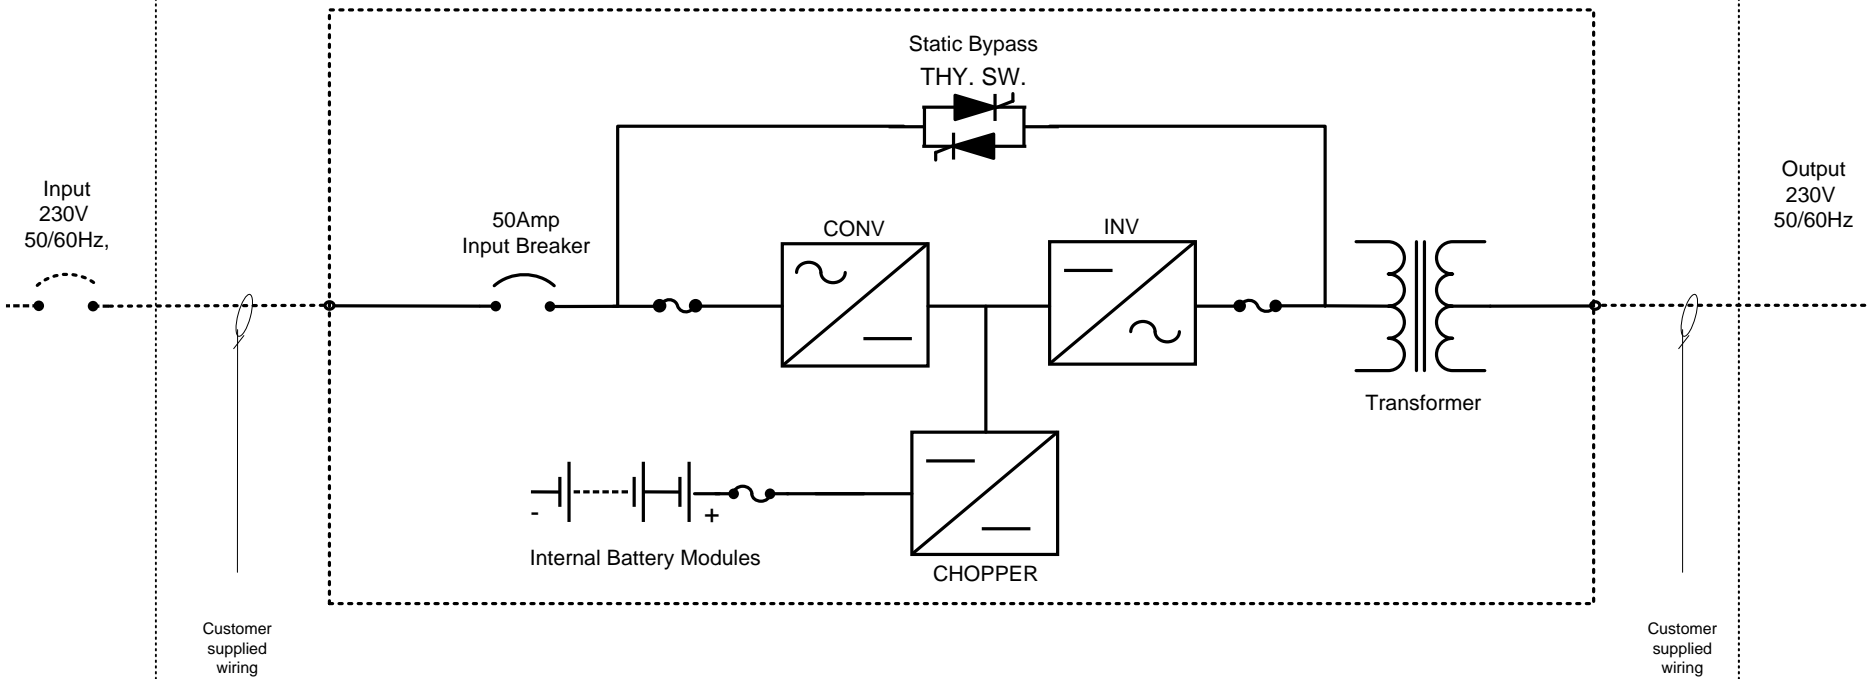 Static Bypass
THY. SW.
Input
230V
50/60Hz,
50Amp
Input Breaker
CONV
INV
Output
230V
50/60Hz
Transformer
-
+
Internal Battery Modules
CHOPPER
Customer
supplied
wiring
Customer
supplied
wiring